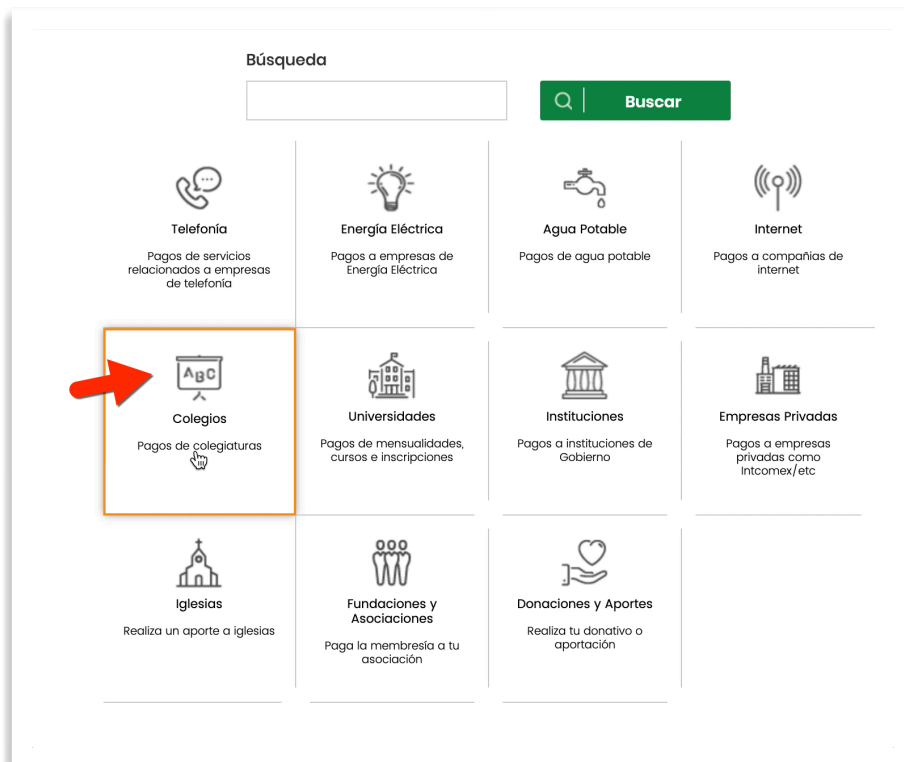 Búsqueda
Buscar
Telefonía
Pagos de servicios
relacionados a empresas
de telefonía
Energía Eléctrica
Pagos a empresas de
Energía Eléctrica
Agua Potable
Pagos de agua potable
Internet
Pagos a compañias de
internet
ABC
Colegios
Pagos de colegiaturas
Universidades
Pagos de mensualidades,
cursos e inscripciones
Instituciones
Pagos a instituciones de
Gobierno
Empresas Privadas
Pagos a empresas
privadas como
Intcomex/etc
Iglesias
Realiza un aporte a iglesias
Fundaciones y
Asociaciones
Paga la membresía a tu
asociación
Donaciones y Aportes
Realiza tu donativo o
aportación